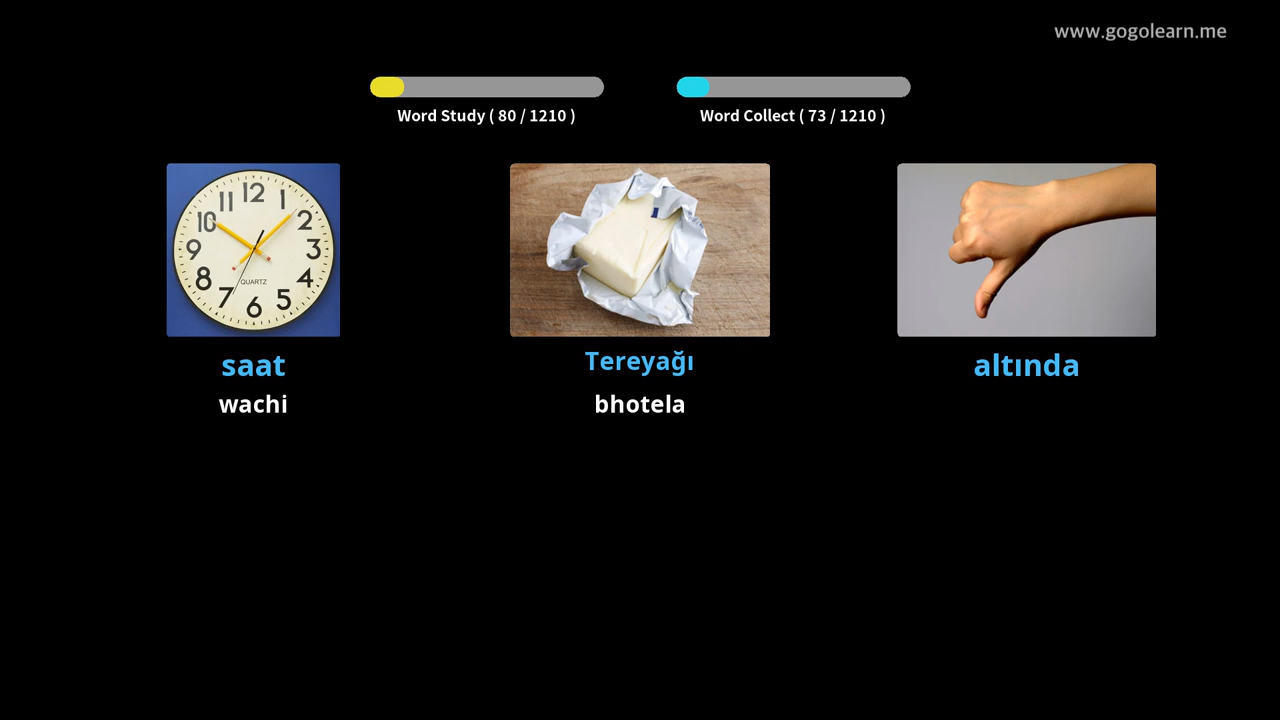 www.gogolearn.me
Word Study ( 80 / 1210 )
Word Collect ( 73 / 1210 )
12
1
2
3
4
5
6
7
8
9
10
11
QUARTZ
saat
wachi
Tereyağı
bhotela
altında